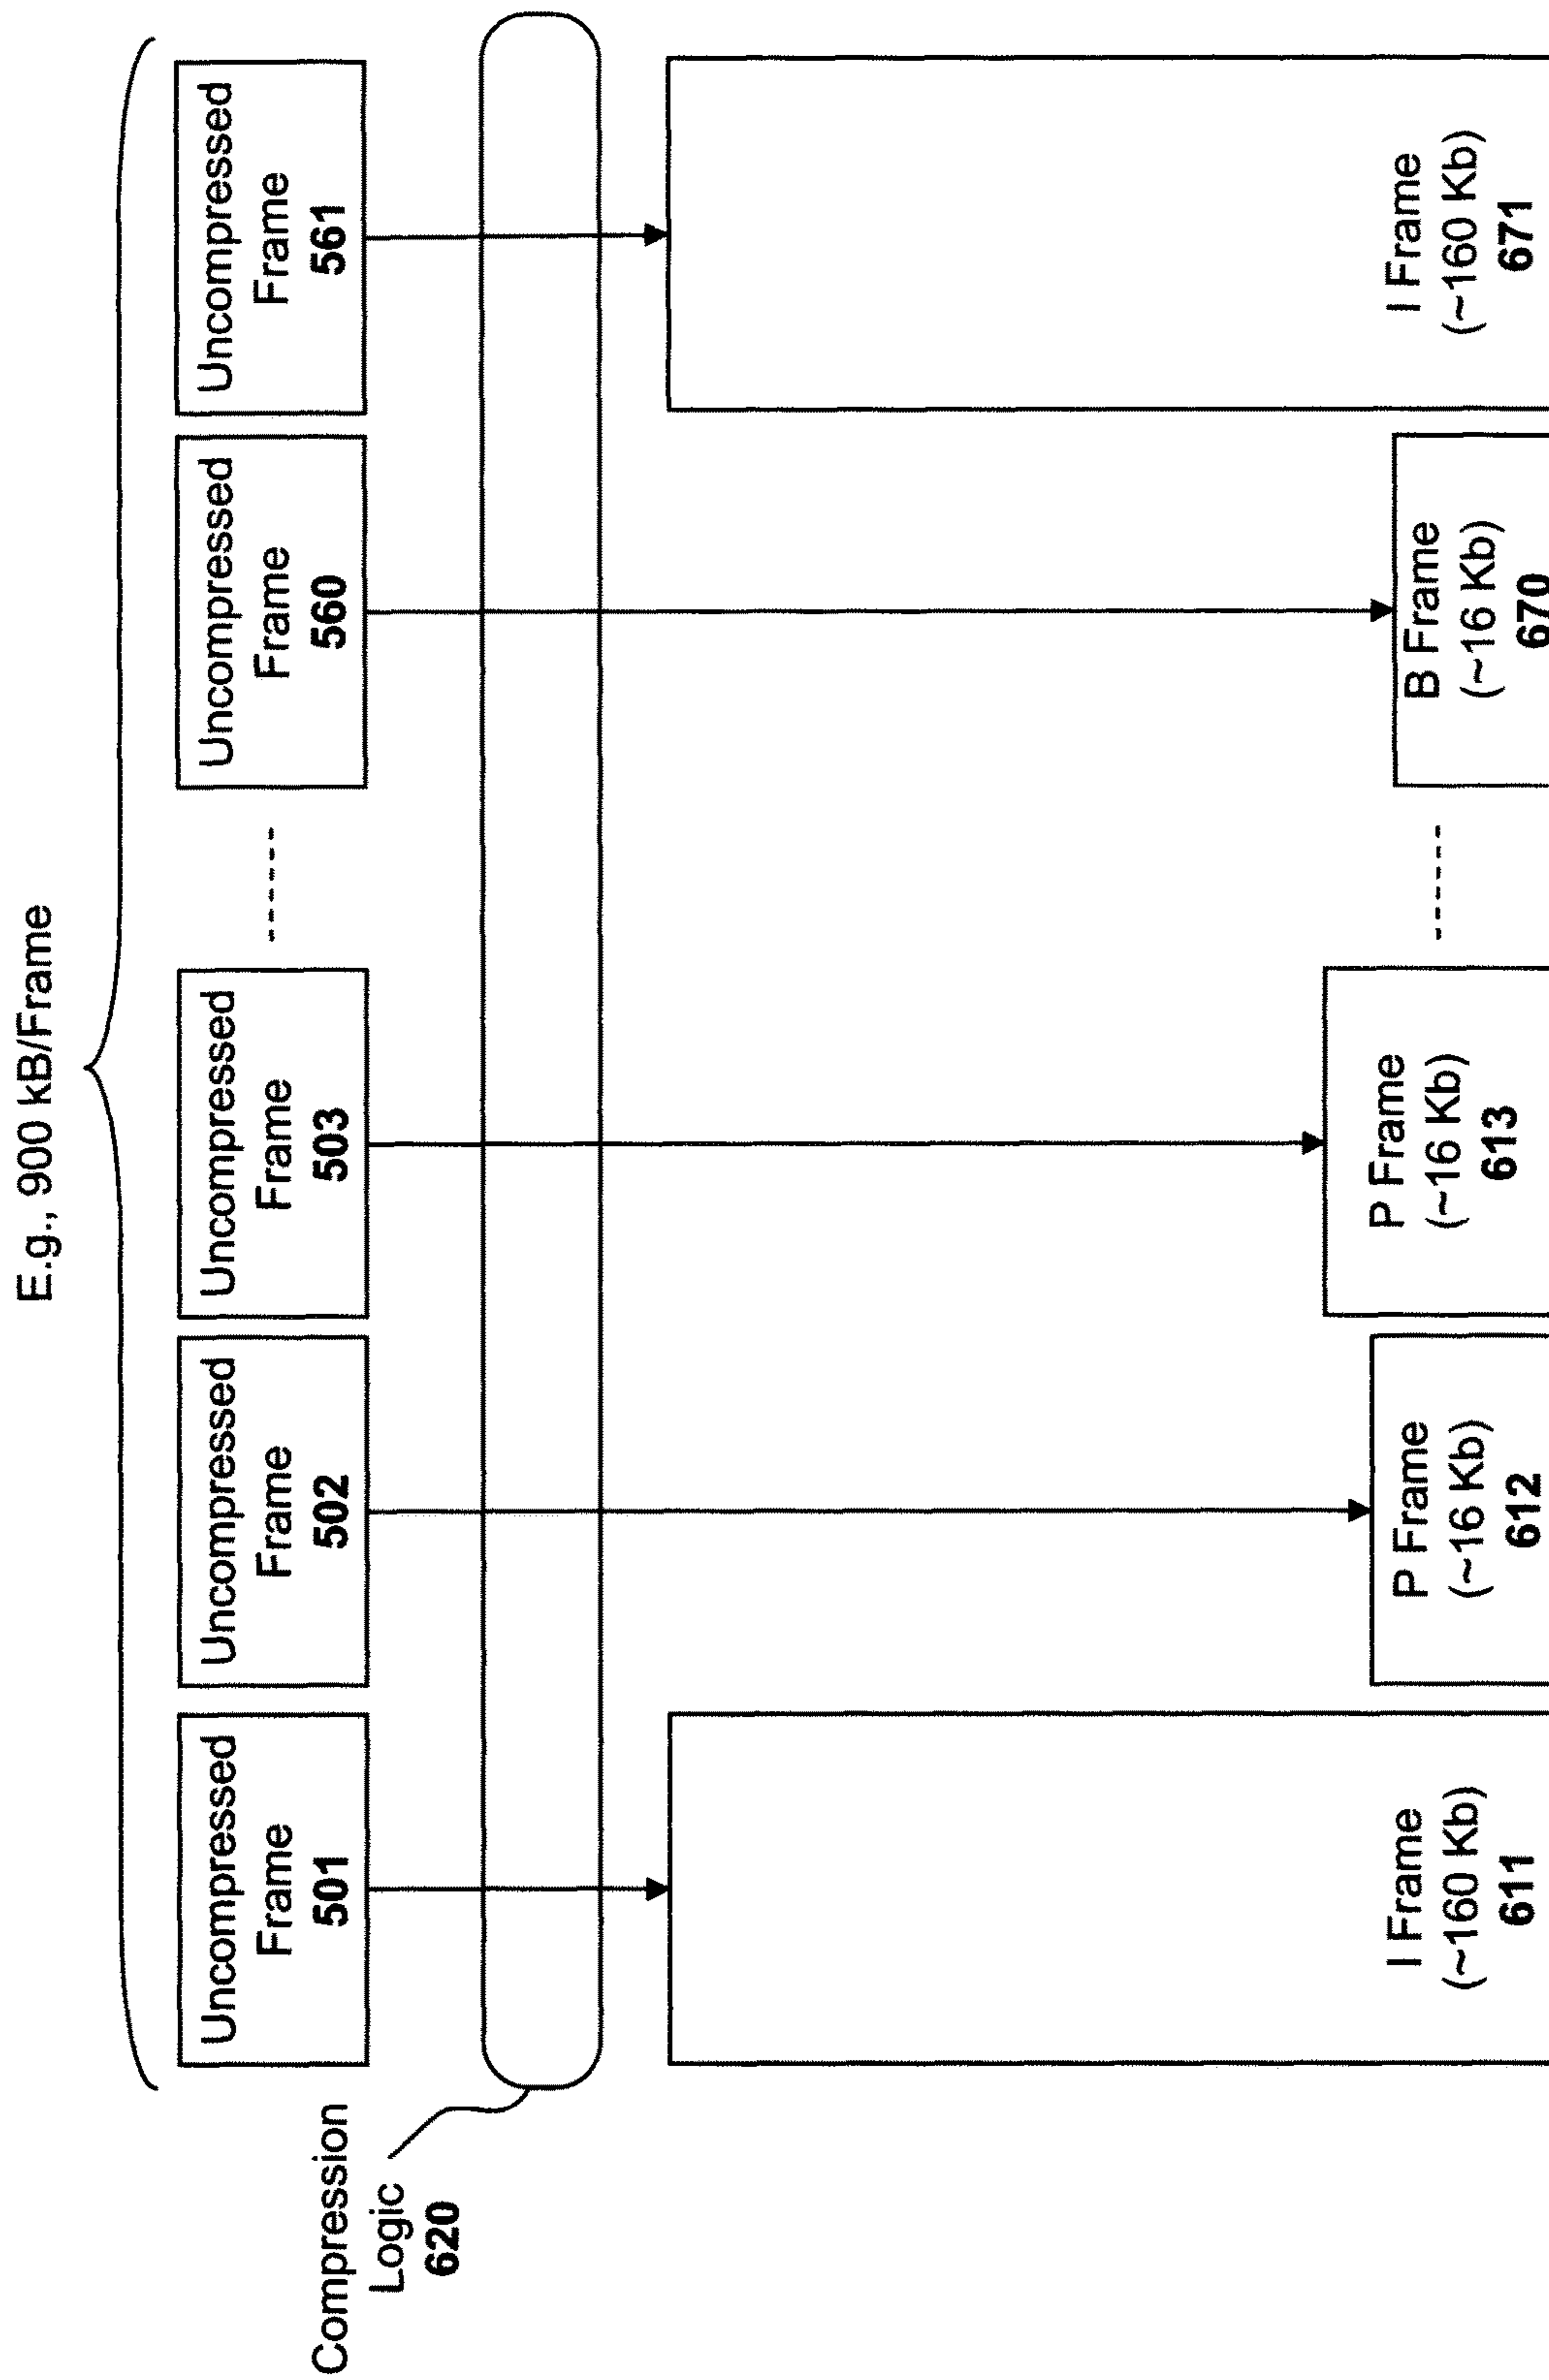 E.g., 900 kB/Frame
Uncompressed
Frame
501
Uncompressed
Frame
502
Uncompressed
Frame
503
Uncompressed
Frame
560
Uncompressed
Frame
561
Compression
Logic
620
I Frame
(~160 Kb)
611
P Frame
(~16 Kb)
612
P Frame
(~16 Kb)
613
B Frame
(~16 Kb)
670
I Frame
(~160 Kb)
671